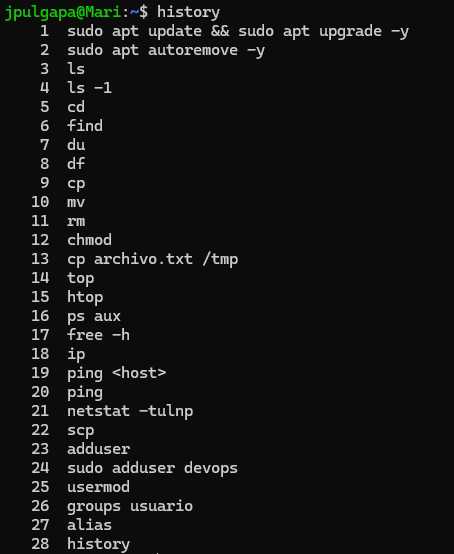 jpulgapa@Mari:~$ history
1 sudo apt update && sudo apt upgrade -y
2 sudo apt autoremove -y
3 ls
4 ls -1
5 cd
6 find
7 du
8 df
9 cp
10 mv
11 rm
12 chmod
13 cp archivo.txt /tmp
14 top
15 htop
16 ps aux
17 free -h
18 ip
19 ping <host>
20 ping
21 netstat -tulnp
22 scp
23 adduser
24 sudo adduser devops
25 usermod
26 groups usuario
27 alias
28 history